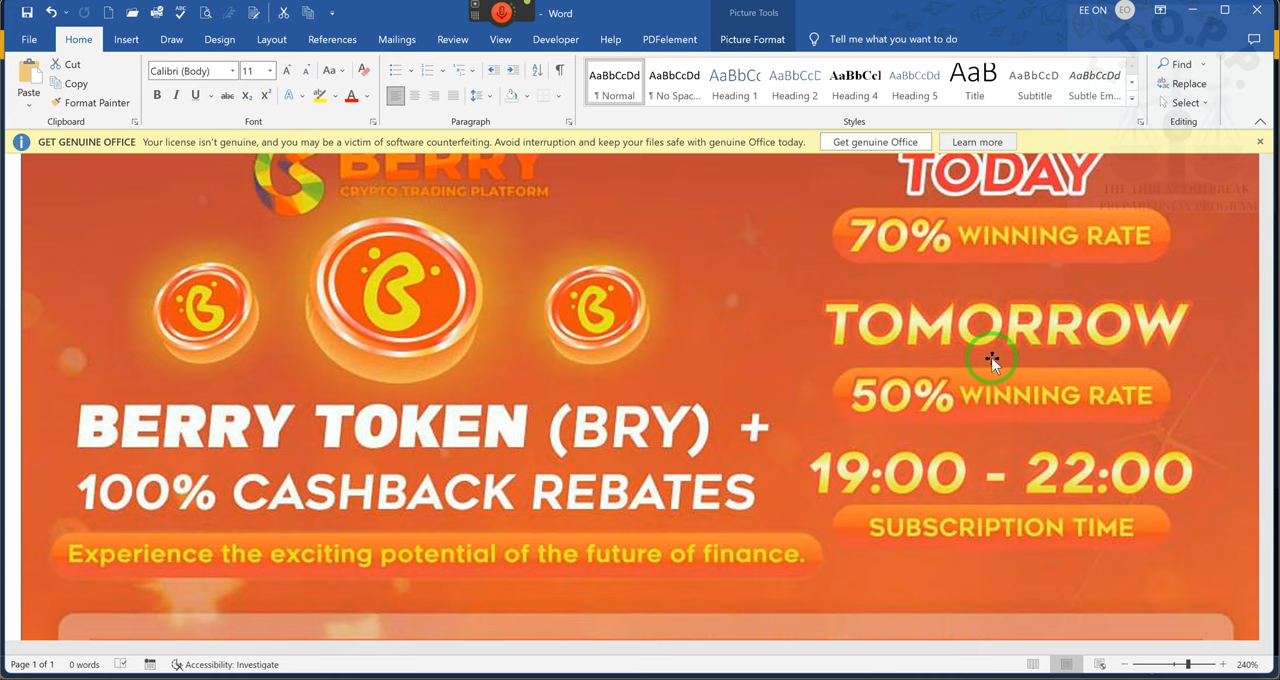 Word
Picture Tools
EE ON
EO
File
Home
Insert
Draw
Design
Layout
References
Mailings
Review
View
Developer
Help
PDFelement
Picture Format
Tell me what you want to do
Paste
Cut
Copy
Format Painter
Clipboard
Calibri (Body)
11
Font
Paragraph
AaBbCcDd
¶ Normal
AaBbCcDd
¶ No Spac...
AaBbCc
Heading 1
AaBbCcD
Heading 2
AaBbCcI
Heading 4
AaBbCcDd
Heading 5
AaB
Title
AaBbCcD
Subtitle
AaBbCcDd
Subtle Em...
Styles
Find
Replace
Select
Editing
GET GENUINE OFFICE Your license isn't genuine, and you may be a victim of software counterfeiting. Avoid interruption and keep your files safe with genuine Office today.
Get genuine Office
Learn more
T.O.P.P.
THE THREAT OUTBREAK
PREPAREDNESS PROGRAM
BERRY
CRYPTO TRADING PLATFORM
BERRY TOKEN (BRY) +
100% CASHBACK REBATES
Experience the exciting potential of the future of finance.
TODAY
70% WINNING RATE
TOMORROW
50% WINNING RATE
19:00 - 22:00
SUBSCRIPTION TIME
Page 1 of 1
0 words
Accessibility: Investigate
240%